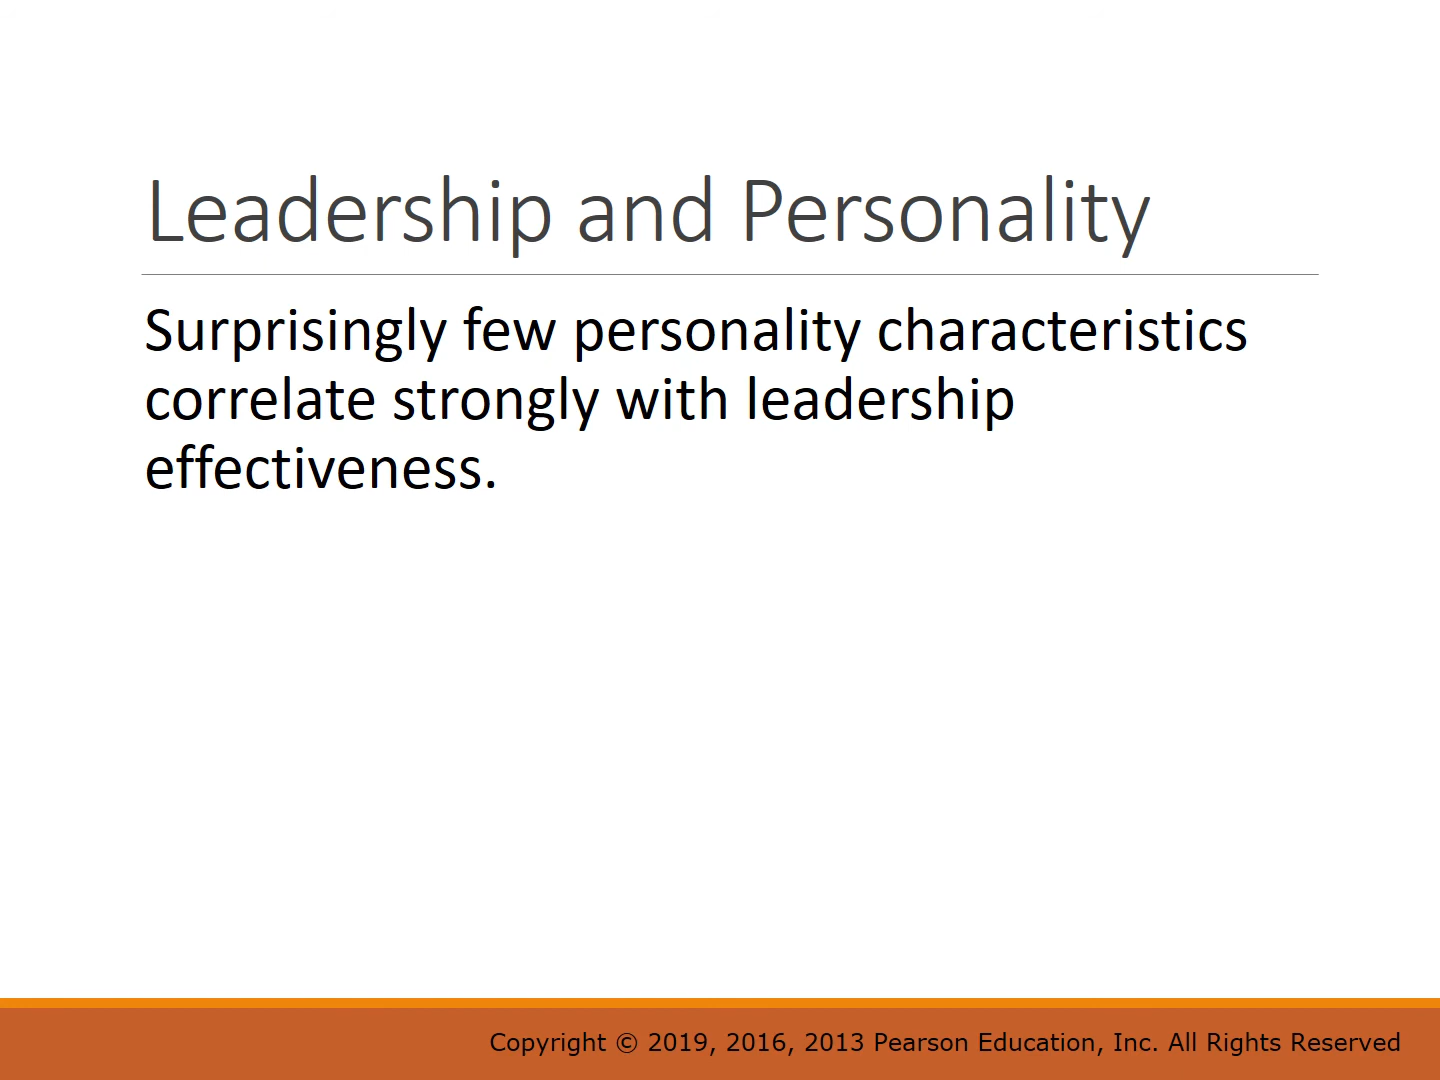 Leadership and Personality
Surprisingly few personality characteristics
correlate strongly with leadership
effectiveness.
Copyright © 2019, 2016, 2013 Pearson Education, Inc. All Rights Reserved